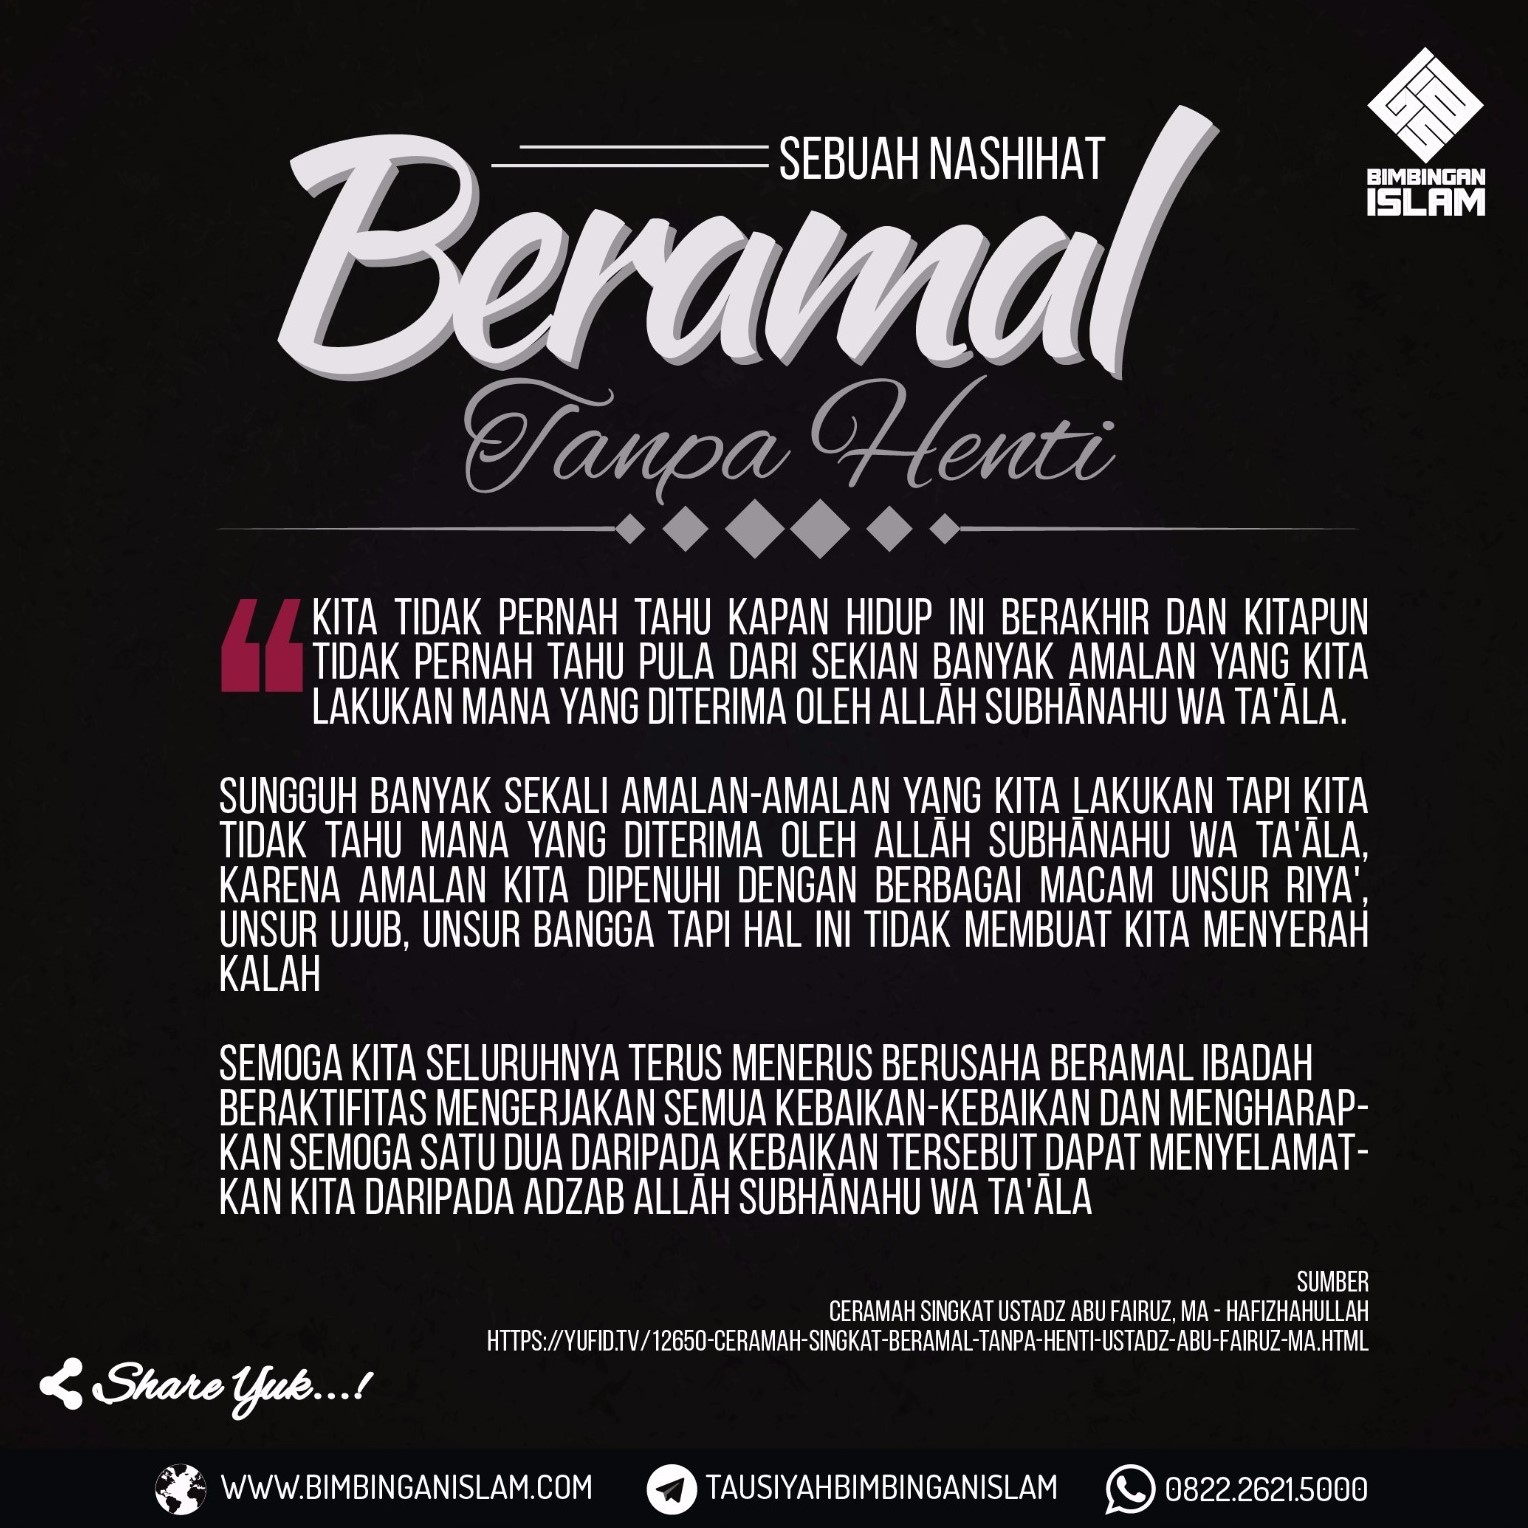 SEBUAH NASHIHAT
BIMBINGAN
ISLAM
Beramal
Tanpa Henti
“KITA TIDAK PERNAH TAHU KAPAN HIDUP INI BERAKHIR DAN KITAPUN
TIDAK PERNAH TAHU PULA DARI SEKIAN BANYAK AMALAN YANG KITA
LAKUKAN MANA YANG DITERIMA OLEH ALLĀH SUBHĀNAHU WA TA'ĀLA.
SUNGGUH BANYAK SEKALI AMALAN-AMALAN YANG KITA LAKUKAN TAPI KITA
TIDAK TAHU MANA YANG DITERIMA OLEH ALLĀH SUBHĀNAHU WA TA'ĀLA,
KARENA AMALAN KITA DIPENUHI DENGAN BERBAGAI MACAM UNSUR RIYA',
UNSUR UJUB, UNSUR BANGGA TAPI HAL INI TIDAK MEMBUAT KITA MENYERAH
KALAH
SEMOGA KITA SELURUHNYA TERUS MENERUS BERUSAHA BERAMAL IBADAH
BERAKTIFITAS MENGERJAKAN SEMUA KEBAIKAN-KEBAIKAN DAN MENGHARAP-
KAN SEMOGA SATU DUA DARIPADA KEBAIKAN TERSEBUT DAPAT MENYELAMAT-
KAN KITA DARIPADA ADZAB ALLĀH SUBHĀNAHU WA TA'ĀLA
SUMBER
CERAMAH SINGKAT USTADZ ABU FAIRUZ, MA - HAFIZHAHULLAH
HTTPS://YUFID.TV/12650-CERAMAH-SINGKAT-BERAMAL-TANPA-HENTI-USTADZ-ABU-FAIRUZ-MA.HTML
Share Yuk...!
WWW.BIMBINGANISLAM.COM
TAUSIYAHBIMBINGANISLAM
0822.2621.5000